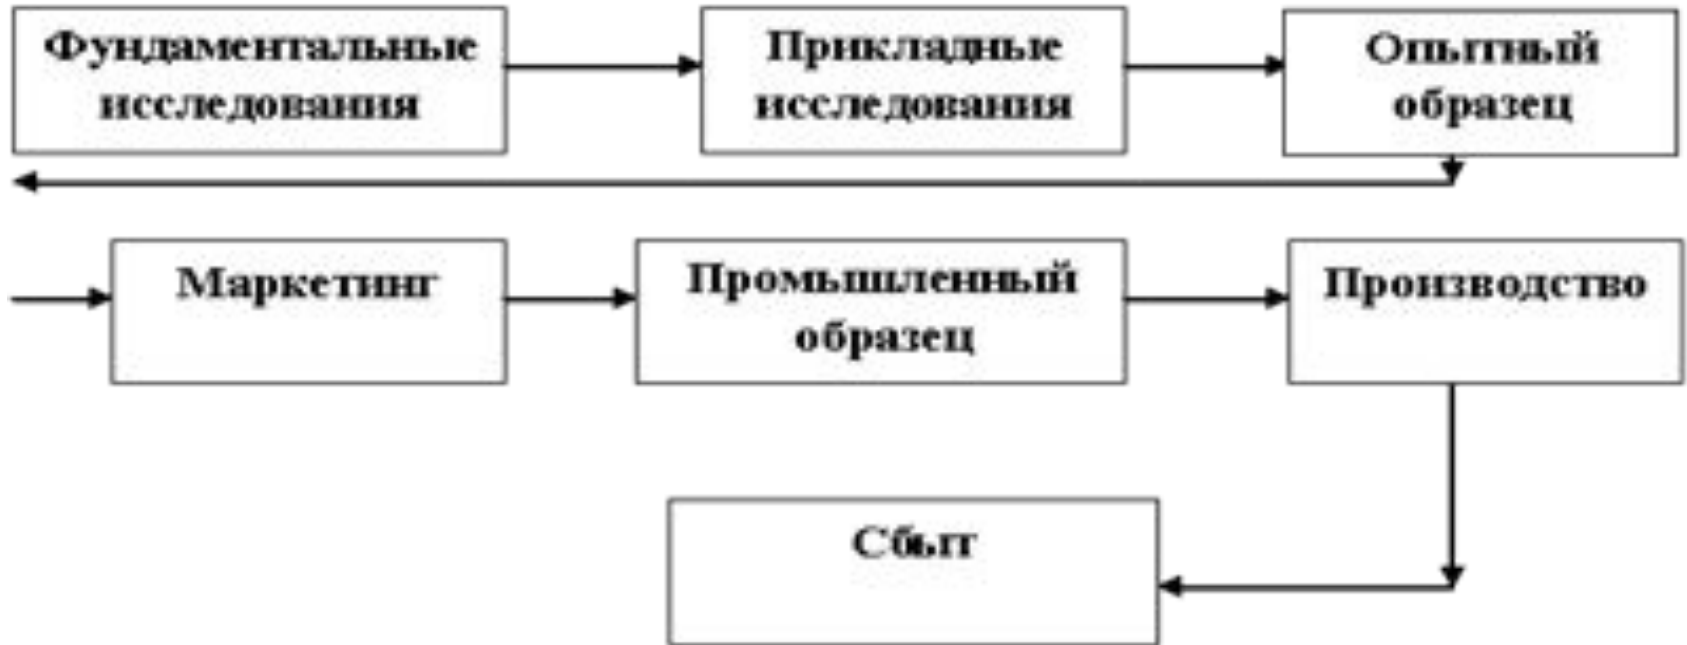 Фундаментальные
исследования
Прикладные
исследования
Опытный
образец
Маркетинг
Промышленный
образец
Производство
Сбыт